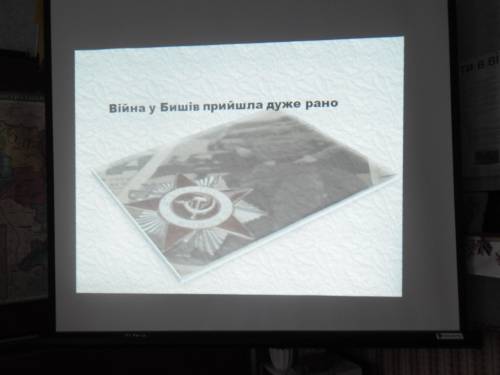 Війна у Бишів прийшла дуже рано